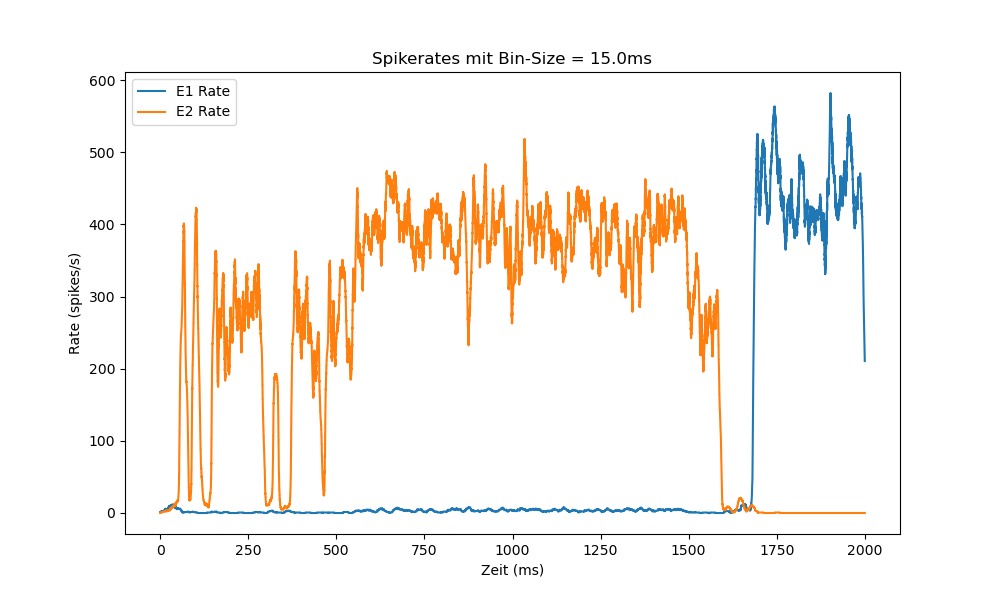 Spikerates mit Bin-Size = 15.0ms
E1 Rate
E2 Rate
600
500
400
300
200
100
0
Rate (spikes/s)
0 250 500 750 1000 1250 1500 1750 2000
Zeit (ms)